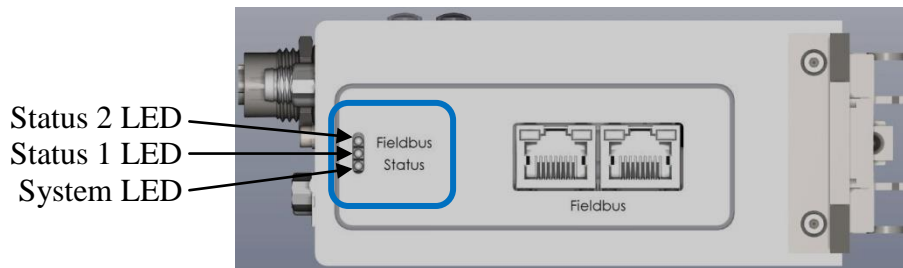 Status 2 LED
Status 1 LED
System LED
Fieldbus
Status
Fieldbus